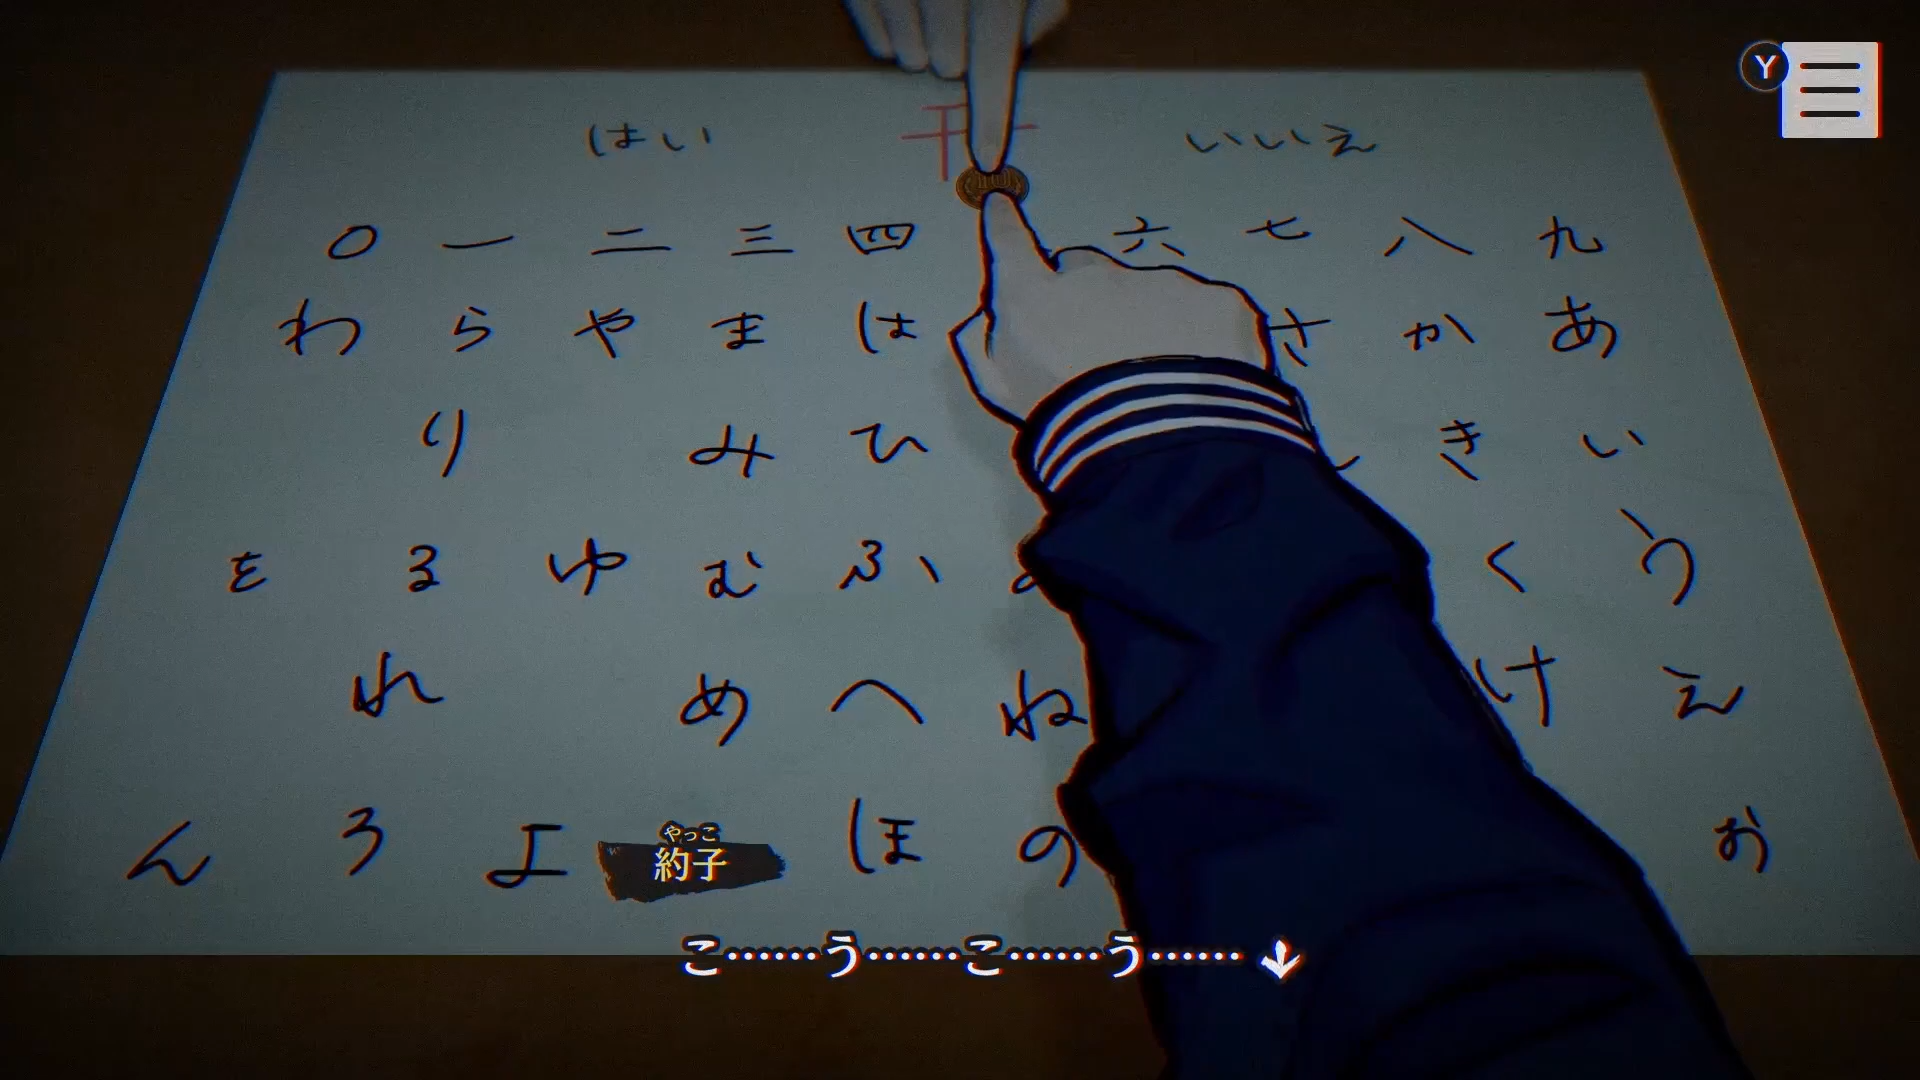 Y
はい いいえ
10
〇 一 二 三 四 六 七 八 九
わ ら や ま は さ か あ
り み ひ き い
を る ゆ む ふ く う
れ め へ ね け え
ん ろ よ ほ の お
やっこ
約子
こ……う……こ……う……